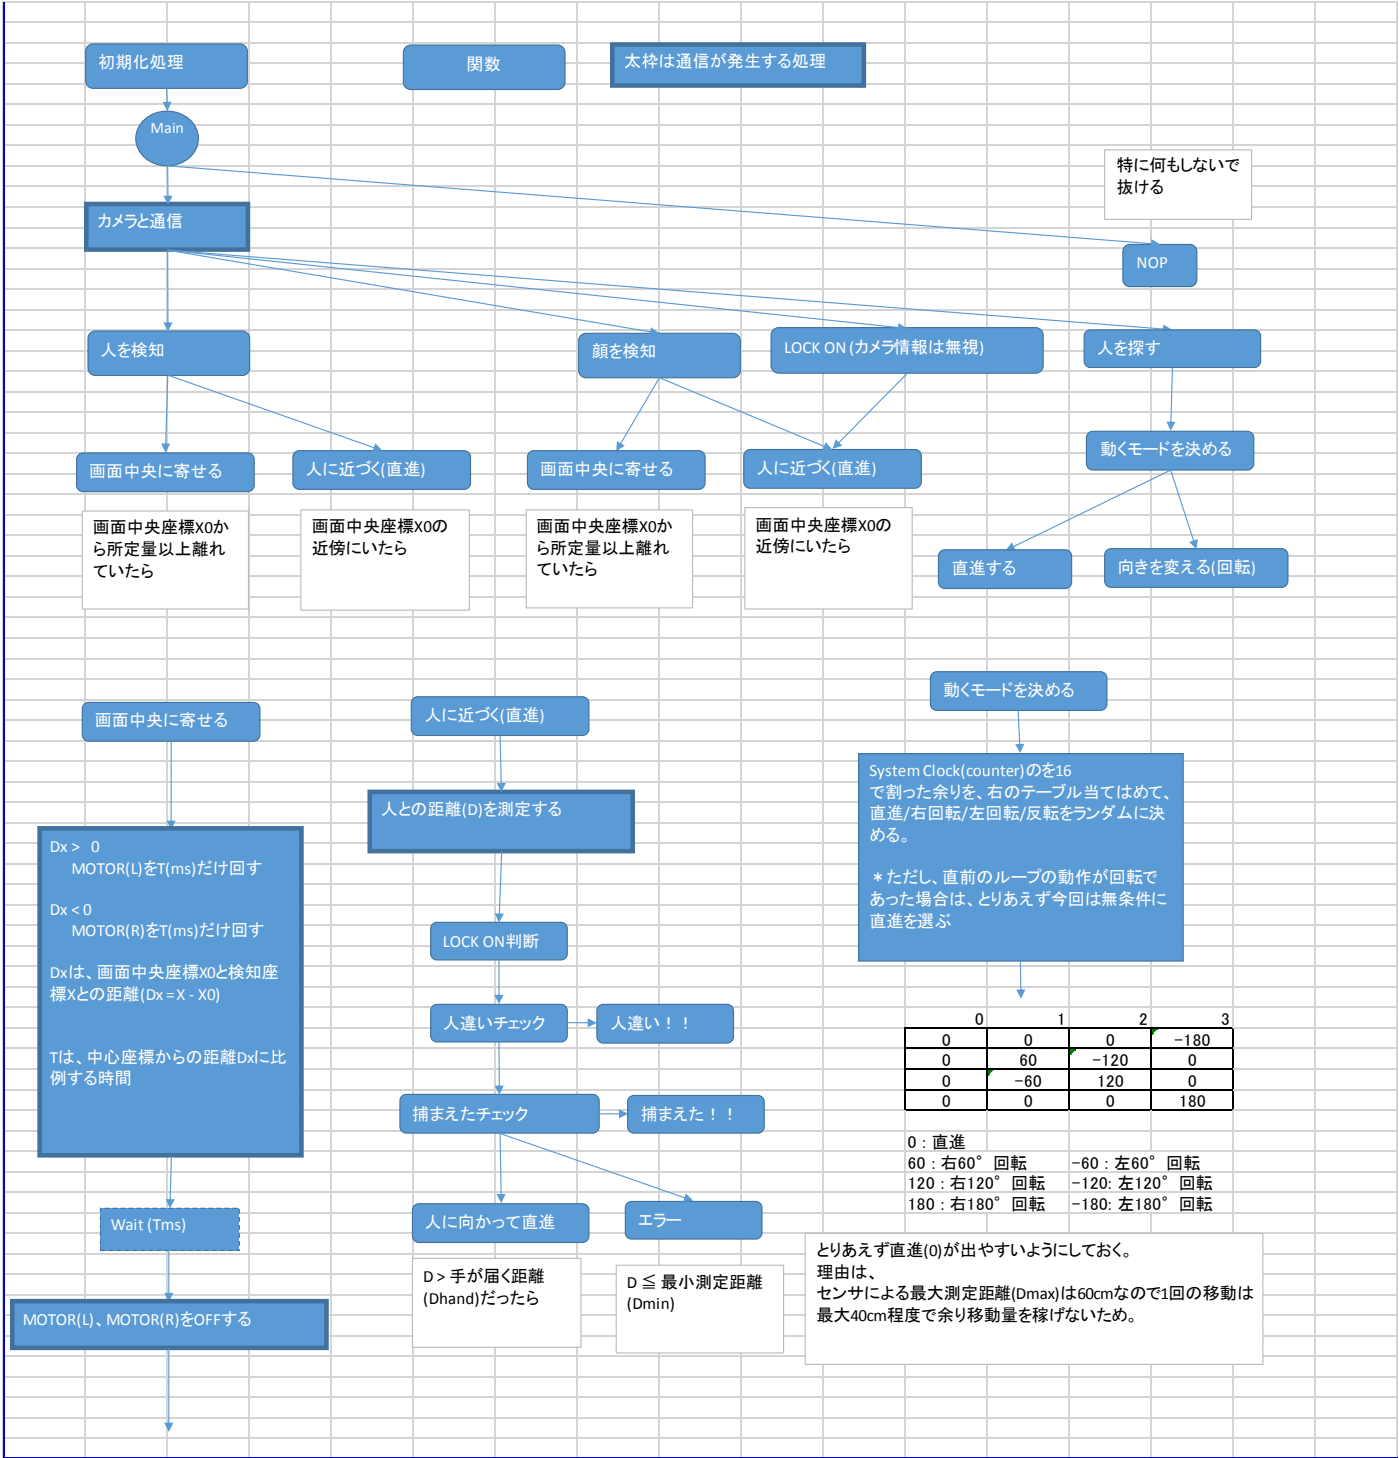 初期化処理
関数
太枠は通信が発生する処理
Main
特に何もしないで
抜ける
カメラと通信
NOP
人を検知
顔を検知
LOCK ON (カメラ情報は無視)
人を探す
動くモードを決める
画面中央に寄せる
人に近づく(直進)
画面中央に寄せる
人に近づく(直進)
画面中央座標X0か
ら所定量以上離れ
ていたら
画面中央座標X0の
近傍にいたら
画面中央座標X0か
ら所定量以上離れ
ていたら
画面中央座標X0の
近傍にいたら
直進する
向きを変える(回転)
画面中央に寄せる
Dx > 0
MOTOR(L)をT(ms)だけ回す
Dx < 0
MOTOR(R)をT(ms)だけ回す
Dxは、画面中央座標X0と検知座
標Xとの距離(Dx = X - X0)
Tは、中心座標からの距離Dxに比
例する時間
Wait (Tms)
MOTOR(L)、MOTOR(R)をOFFする
人に近づく(直進)
人との距離(D)を測定する
LOCK ON判断
人違いチェック
人違い！！
捕まえたチェック
捕まえた！！
人に向かって直進
エラー
D > 手が届く距離
(Dhand)だったら
D ≦ 最小測定距離
(Dmin)
動くモードを決める
System Clock(counter)のを16
で割った余りを、右のテーブル当てはめて、
直進/右回転/左回転/反転をランダムに決
める。
＊ただし、直前のループの動作が回転で
あった場合は、とりあえず今回は無条件に
直進を選ぶ
0 1 2 3
0 0 0 -180
0 60 -120 0
0 -60 120 0
0 0 0 180
0：直進
60：右60° 回転 -60：左60° 回転
120：右120° 回転 -120: 左120° 回転
180：右180° 回転 -180: 左180° 回転
とりあえず直進(0)が出やすいようにしておく。
理由は、
センサによる最大測定距離(Dmax)は60cmなので1回の移動は
最大40cm程度で余り移動量を稼げないため。